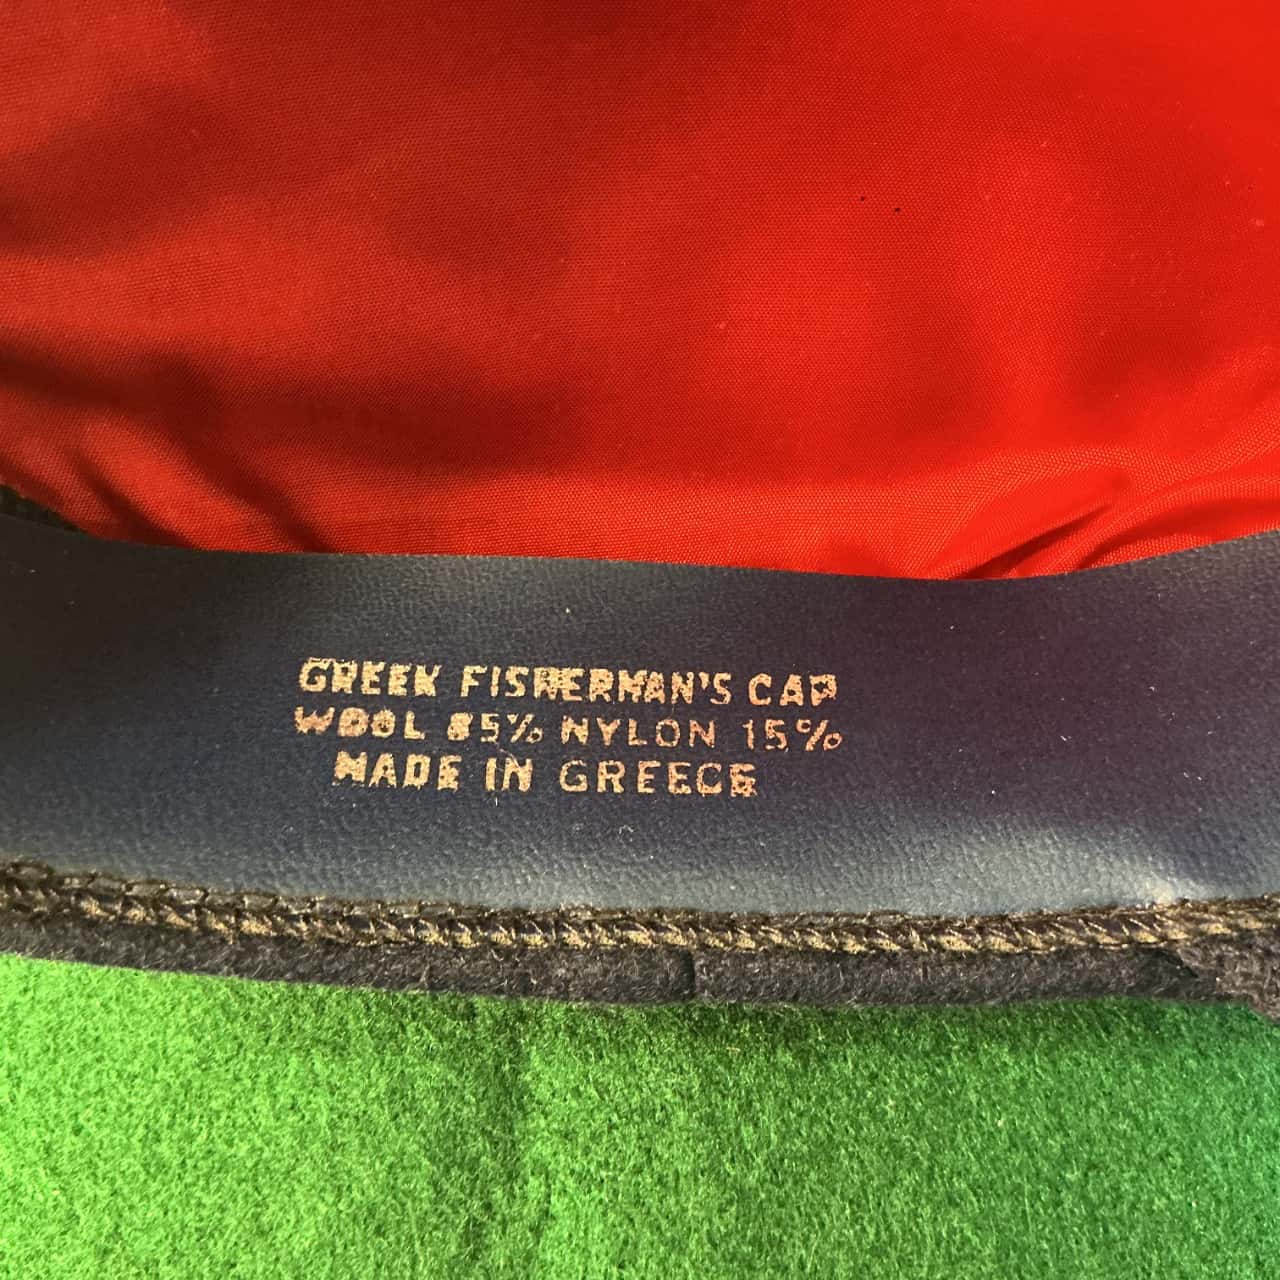 GREEK FISHERMAN'S CAP
WOOL 85% NYLON 15%
MADE IN GREECE